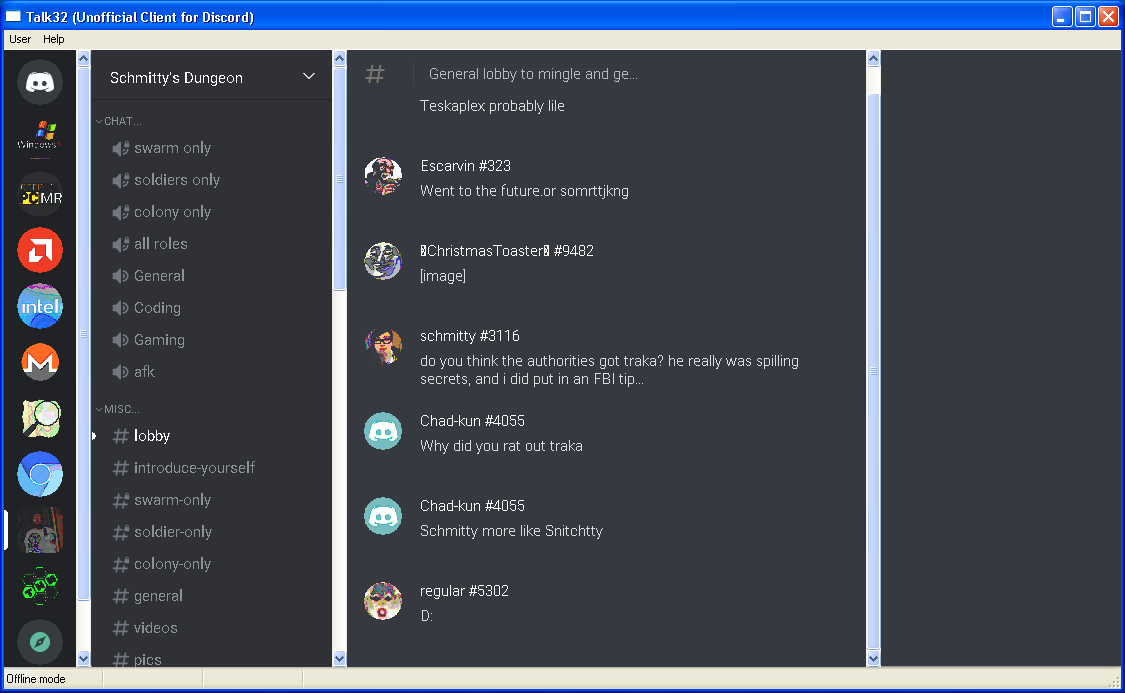 Talk32 (Unofficial Client for Discord)
User Help
Windows
PCMR
intel
Schmitty's Dungeon
CHAT...
swarm only
soldiers only
colony only
all roles
General
Coding
Gaming
afk
MISC...
# lobby
# introduce-yourself
# swarm-only
# soldier-only
# colony-only
# general
# videos
# pics
# General lobby to mingle and ge...
Teskaplex probably lile
Escarvin #323
Went to the future.or somrttjkng
ChristmasToaster #9482
[image]
schmitty #3116
do you think the authorities got traka? he really was spilling
secrets, and i did put in an FBI tip...
Chad-kun #4055
Why did you rat out traka
Chad-kun #4055
Schmitty more like Snitchtty
regular #5302
D:
Offline mode